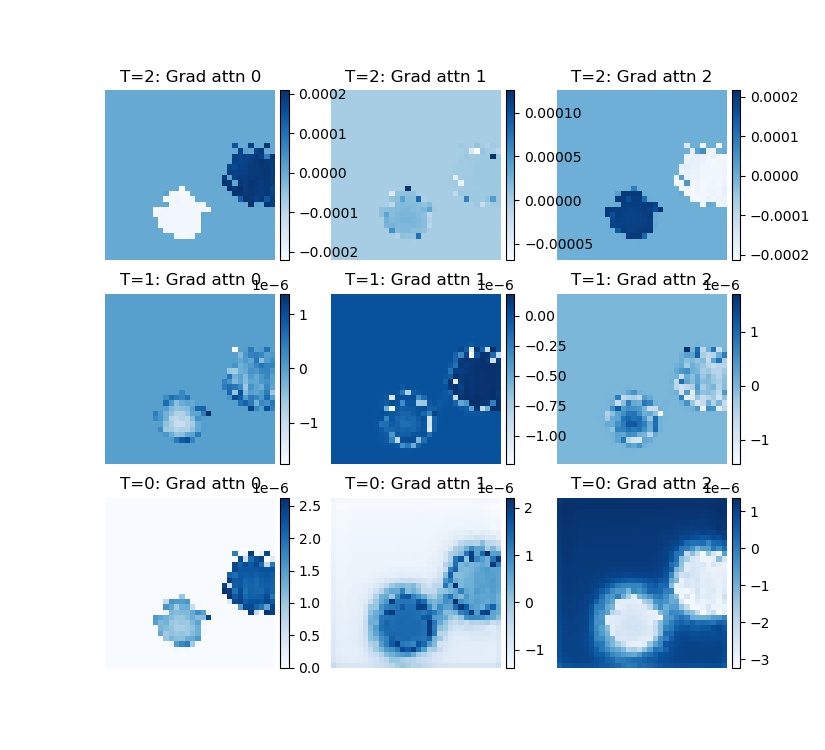 T=2: Grad attn 0
T=2: Grad attn 1
T=2: Grad attn 2
0.0002
0.0001
0.0000
−0.0001
−0.0002
0.00010
0.00005
0.00000
−0.00005
0.0002
0.0001
0.0000
−0.0001
−0.0002
T=1: Grad attn 0
1e−6
T=1: Grad attn 1
1e−6
T=1: Grad attn 2
1e−6
1
0
−1
0.00
−0.25
−0.50
−0.75
−1.00
1
0
−1
T=0: Grad attn 0
1e−6
T=0: Grad attn 1
1e−6
T=0: Grad attn 2
1e−6
2.5
2.0
1.5
1.0
0.5
0.0
2
1
0
−1
1
0
−1
−2
−3